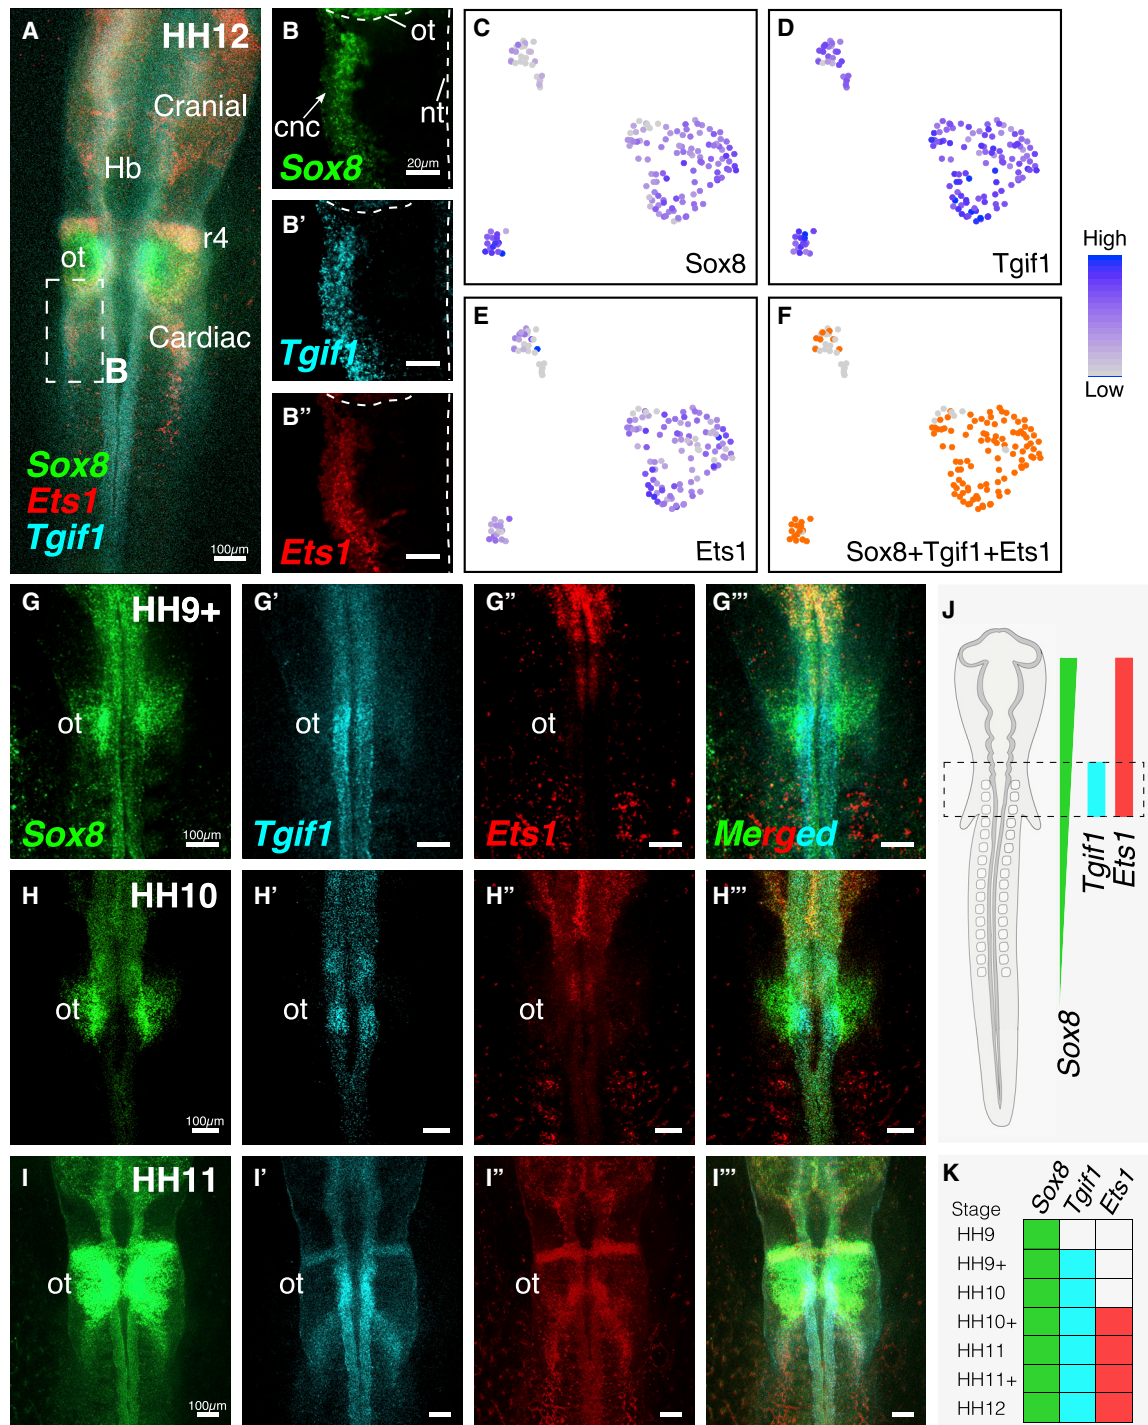 A
HH12
Cranial
Hb
r4
ot
Cardiac
B
Sox8
Ets1
Tgif1
100µm
B
ot
cnc
nt
20µm
Sox8
B'
Tgif1
B''
Ets1
C
Sox8
D
Tgif1
E
Ets1
F
Sox8+Tgif1+Ets1
High
Low
G
HH9+
ot
Sox8
100µm
G'
ot
Tgif1
G''
ot
Ets1
G'''
Merged
H
HH10
ot
100µm
H'
ot
H''
ot
H'''
I
HH11
ot
100µm
I'
ot
I''
ot
I'''
J
Tgif1
Ets1
Sox8
K
Stage
Sox8
Tgif1
Ets1
HH9
HH9+
HH10
HH10+
HH11
HH11+
HH12